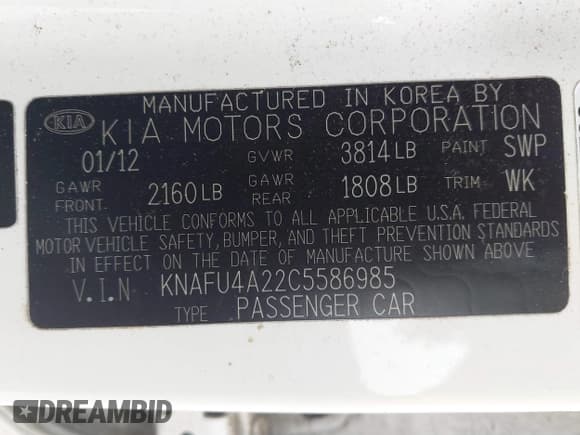 MANUFACTURED IN KOREA BY
KIA KIA MOTORS CORPORATION
01/12 GVWR 3814 LB PAINT SWP
GAWR FRONT 2160 LB GAWR REAR 1808 LB TRIM WK
THIS VEHICLE CONFORMS TO ALL APPLICABLE U.S.A. FEDERAL
MOTOR VEHICLE SAFETY, BUMPER, AND THEFT PREVENTION STANDARDS
IN EFFECT ON THE DATE OF MANUFACTURE SHOWN ABOVE
V.I.N KNAFU4A22C5586985
TYPE PASSENGER CAR
DREAMBID